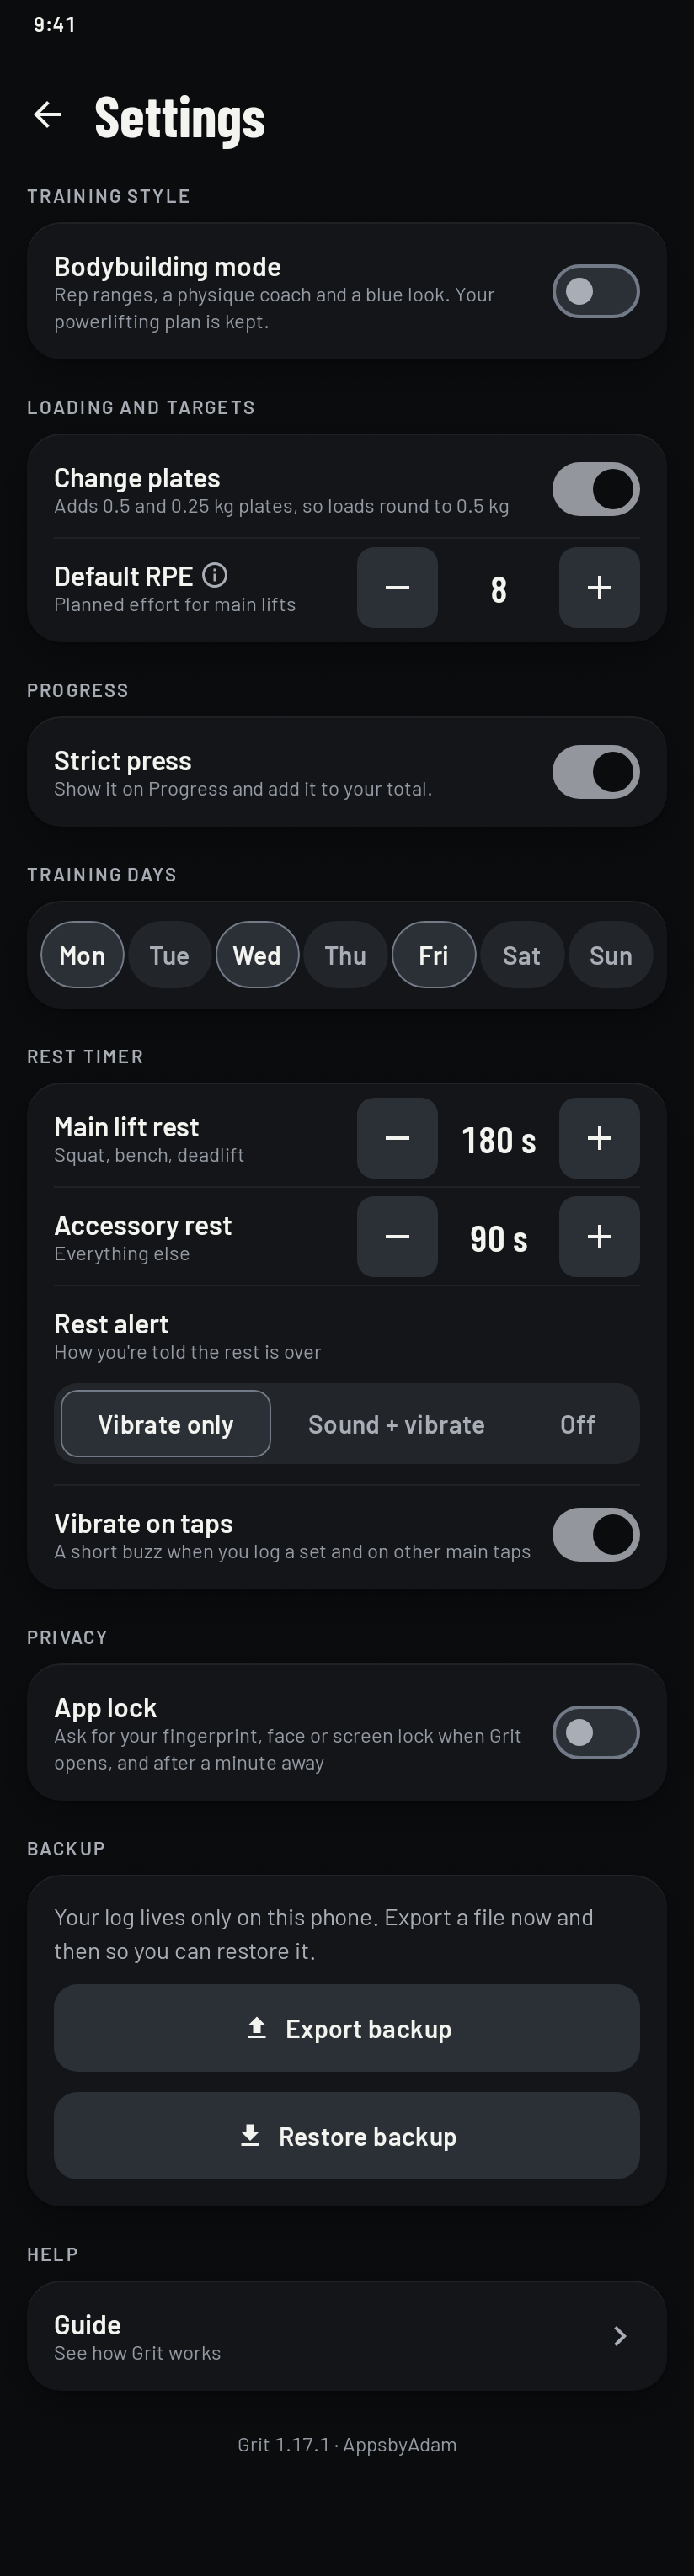 9:41
Settings
TRAINING STYLE
Bodybuilding mode
Rep ranges, a physique coach and a blue look. Your
powerlifting plan is kept.
LOADING AND TARGETS
Change plates
Adds 0.5 and 0.25 kg plates, so loads round to 0.5 kg
Default RPE
Planned effort for main lifts
8
PROGRESS
Strict press
Show it on Progress and add it to your total.
TRAINING DAYS
Mon Tue Wed Thu Fri Sat Sun
REST TIMER
Main lift rest
Squat, bench, deadlift
180 s
Accessory rest
Everything else
90 s
Rest alert
How you're told the rest is over
Vibrate only Sound + vibrate Off
Vibrate on taps
A short buzz when you log a set and on other main taps
PRIVACY
App lock
Ask for your fingerprint, face or screen lock when Grit
opens, and after a minute away
BACKUP
Your log lives only on this phone. Export a file now and
then so you can restore it.
Export backup
Restore backup
HELP
Guide
See how Grit works
Grit 1.17.1 · AppsbyAdam